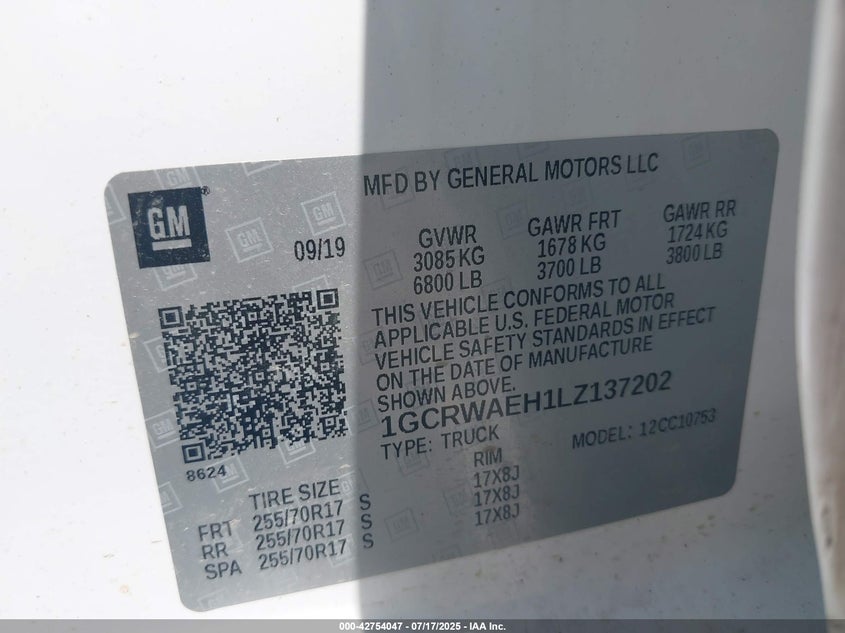 MFD BY GENERAL MOTORS LLC
GM
®
09/19
GVWR
3085 KG
6800 LB
GAWR FRT
1678 KG
3700 LB
GAWR RR
1724 KG
3800 LB
THIS VEHICLE CONFORMS TO ALL
APPLICABLE U.S. FEDERAL MOTOR
VEHICLE SAFETY STANDARDS IN EFFECT
ON THE DATE OF MANUFACTURE
SHOWN ABOVE.
1GCRWAEH1LZ137202
TYPE: TRUCK
MODEL: 12CC10753
8624
TIRE SIZE
RIM
FRT 255/70R17 S 17X8J
RR 255/70R17 S 17X8J
SPA 255/70R17 S 17X8J
000-42754047 - 07/17/2025 - IAA Inc.